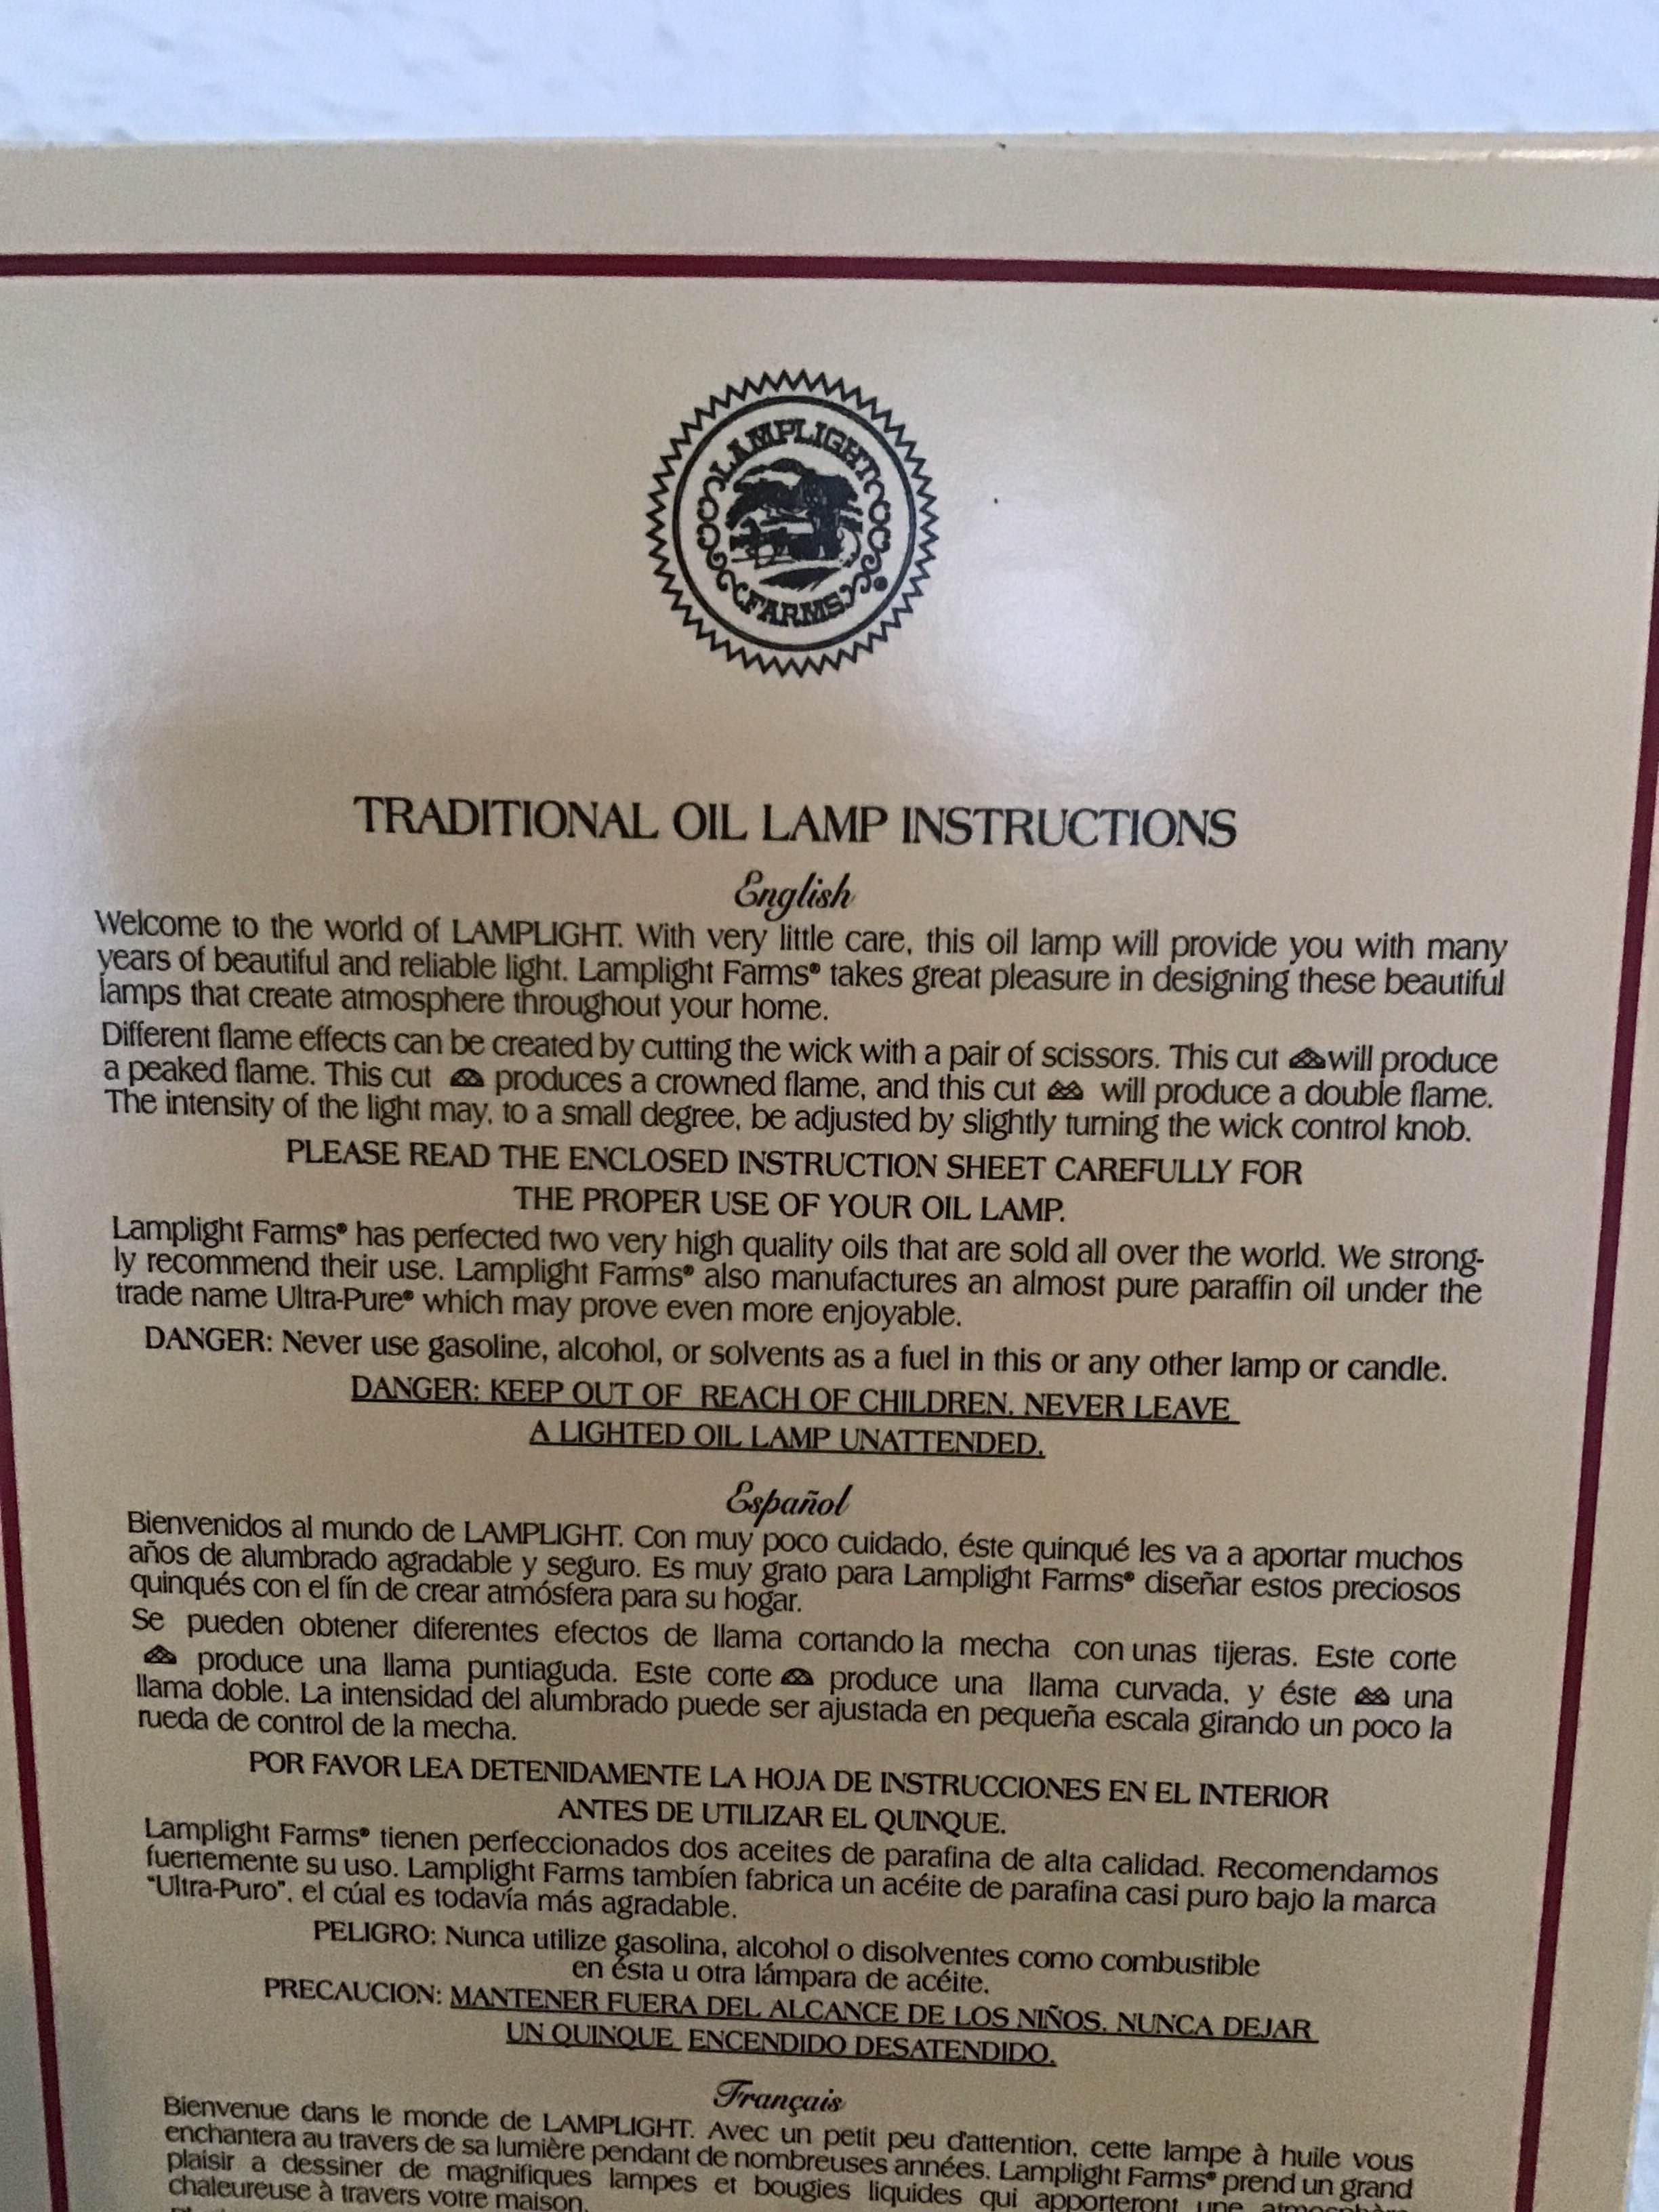 LAMPLIGHT
FARMS
TRADITIONAL OIL LAMP INSTRUCTIONS
English
Welcome to the world of LAMPLIGHT. With very little care, this oil lamp will provide you with many
years of beautiful and reliable light. Lamplight Farms® takes great pleasure in designing these beautiful
lamps that create atmosphere throughout your home.
Different flame effects can be created by cutting the wick with a pair of scissors. This cut will produce
a peaked flame. This cut produces a crowned flame, and this cut will produce a double flame.
The intensity of the light may, to a small degree, be adjusted by slightly turning the wick control knob.
PLEASE READ THE ENCLOSED INSTRUCTION SHEET CAREFULLY FOR
THE PROPER USE OF YOUR OIL LAMP.
Lamplight Farms® has perfected two very high quality oils that are sold all over the world. We strong-
ly recommend their use. Lamplight Farms® also manufactures an almost pure paraffin oil under the
trade name Ultra-Pure® which may prove even more enjoyable.
DANGER: Never use gasoline, alcohol, or solvents as a fuel in this or any other lamp or candle.
DANGER: KEEP OUT OF REACH OF CHILDREN. NEVER LEAVE
A LIGHTED OIL LAMP UNATTENDED.
Español
Bienvenidos al mundo de LAMPLIGHT. Con muy poco cuidado, éste quinqué les va a aportar muchos
años de alumbrado agradable y seguro. Es muy grato para Lamplight Farms® diseñar estos preciosos
quinqués con el fín de crear atmósfera para su hogar.
Se pueden obtener diferentes efectos de llama cortando la mecha con unas tijeras. Este corte
produce una llama puntiaguda. Este corte produce una llama curvada, y éste una
llama doble. La intensidad del alumbrado puede ser ajustada en pequeña escala girando un poco la
rueda de control de la mecha.
POR FAVOR LEA DETENIDAMENTE LA HOJA DE INSTRUCCIONES EN EL INTERIOR
ANTES DE UTILIZAR EL QUINQUE.
Lamplight Farms® tienen perfeccionados dos aceites de parafina de alta calidad. Recomendamos
fuertemente su uso. Lamplight Farms tambíen fabrica un acéite de parafina casi puro bajo la marca
"Ultra-Puro", el cúal es todavía más agradable.
PELIGRO: Nunca utilize gasolina, alcohol o disolventes como combustible
en ésta u otra lámpara de acéite.
PRECAUCION: MANTENER FUERA DEL ALCANCE DE LOS NIÑOS. NUNCA DEJAR
UN QUINQUE ENCENDIDO DESATENDIDO.
Français
Bienvenue dans le monde de LAMPLIGHT. Avec un petit peu d'attention, cette lampe à huile vous
enchantera au travers de sa lumière pendant de nombreuses années. Lamplight Farms® prend un grand
plaisir a dessiner de magnifiques lampes et bougies liquides qui apporteront une atmosphère
chaleureuse à travers votre maison.